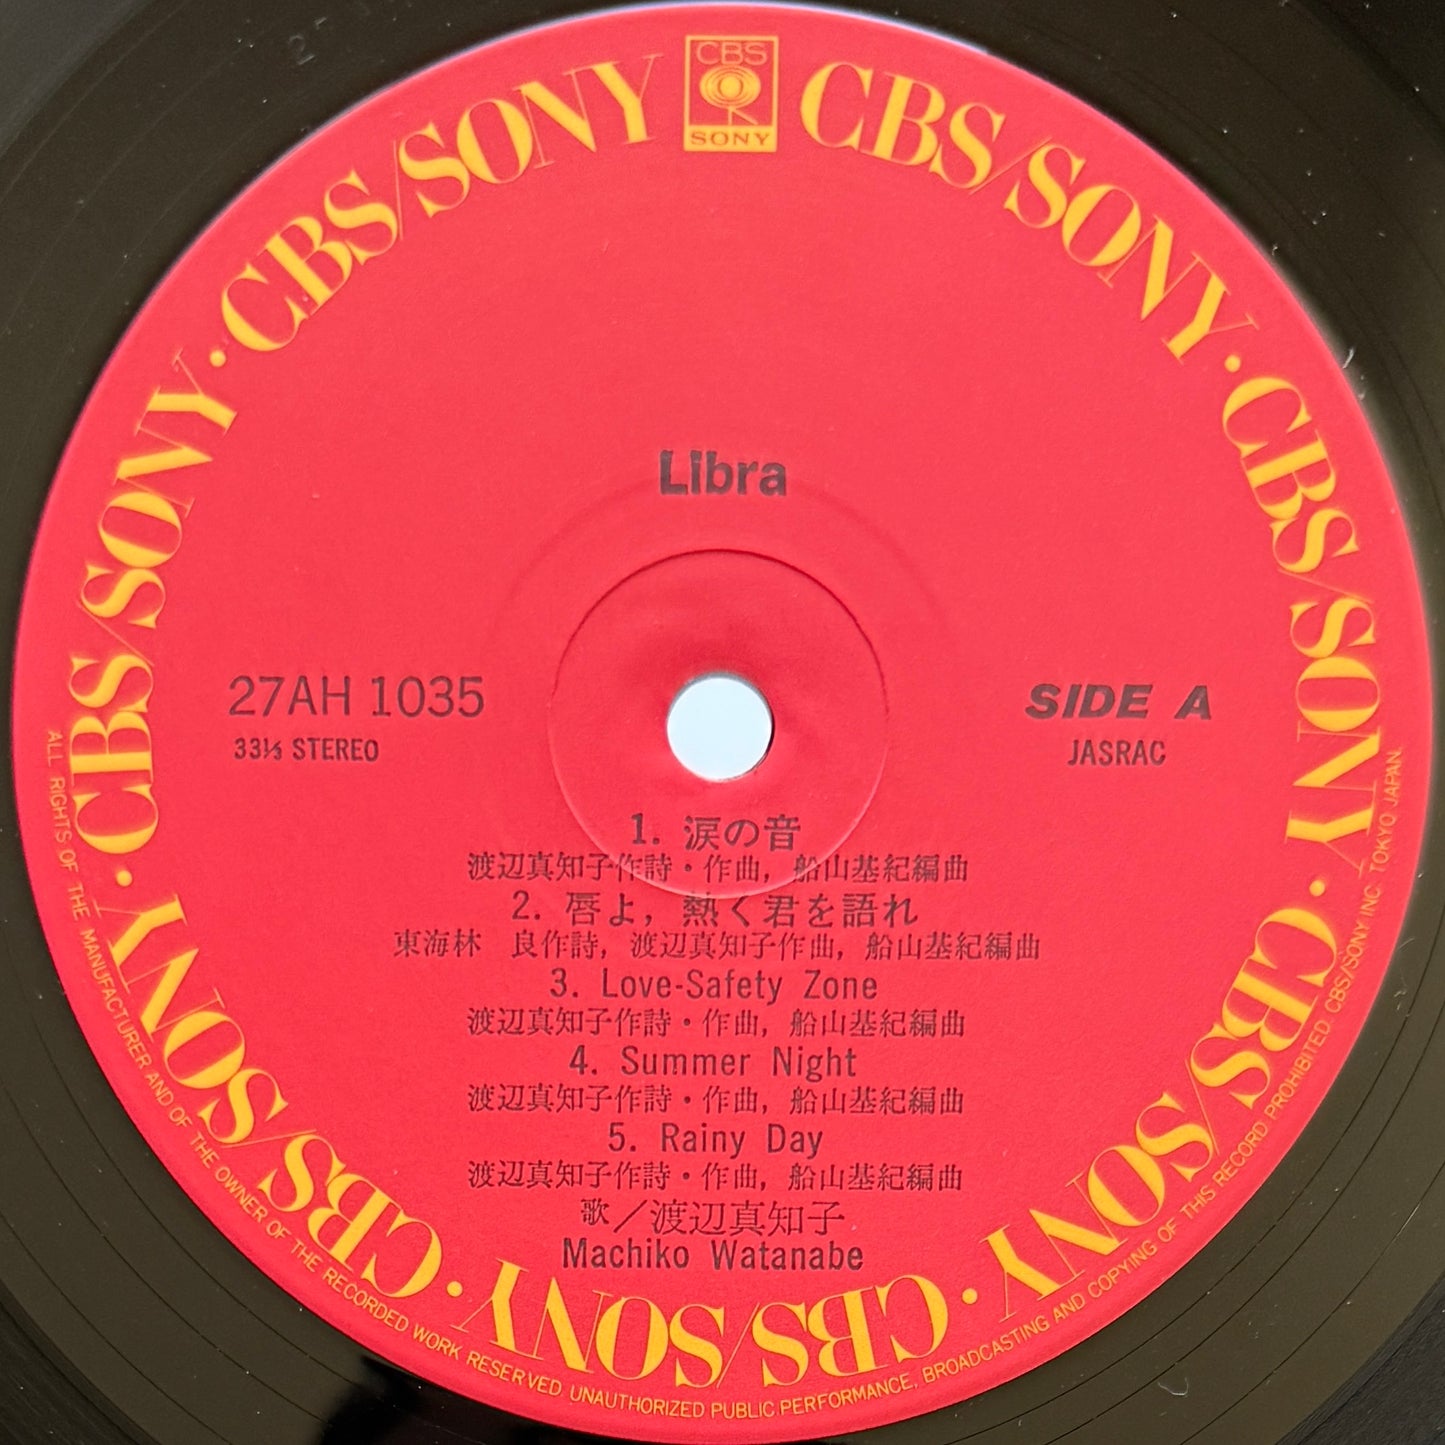 CBS
SONY
CBS/SONY · CBS/SONY · CBS/SONY · CBS/SONY · CBS/SONY · CBS/SONY · CBS/SONY · CBS/SONY
Libra
27AH 1035
33⅓ STEREO
SIDE A
JASRAC
1. 涙の音
渡辺真知子作詩・作曲, 船山基紀編曲
2. 唇よ, 熱く君を語れ
東海林 良作詩, 渡辺真知子作曲, 船山基紀編曲
3. Love-Safety Zone
渡辺真知子作詩・作曲, 船山基紀編曲
4. Summer Night
渡辺真知子作詩・作曲, 船山基紀編曲
5. Rainy Day
渡辺真知子作詩・作曲, 船山基紀編曲
歌／渡辺真知子
Machiko Watanabe
ALL RIGHTS OF THE MANUFACTURER AND OF THE OWNER OF THE RECORDED WORK RESERVED. UNAUTHORIZED PUBLIC PERFORMANCE, BROADCASTING AND COPYING OF THIS RECORD PROHIBITED. CBS/SONY INC. TOKYO, JAPAN.